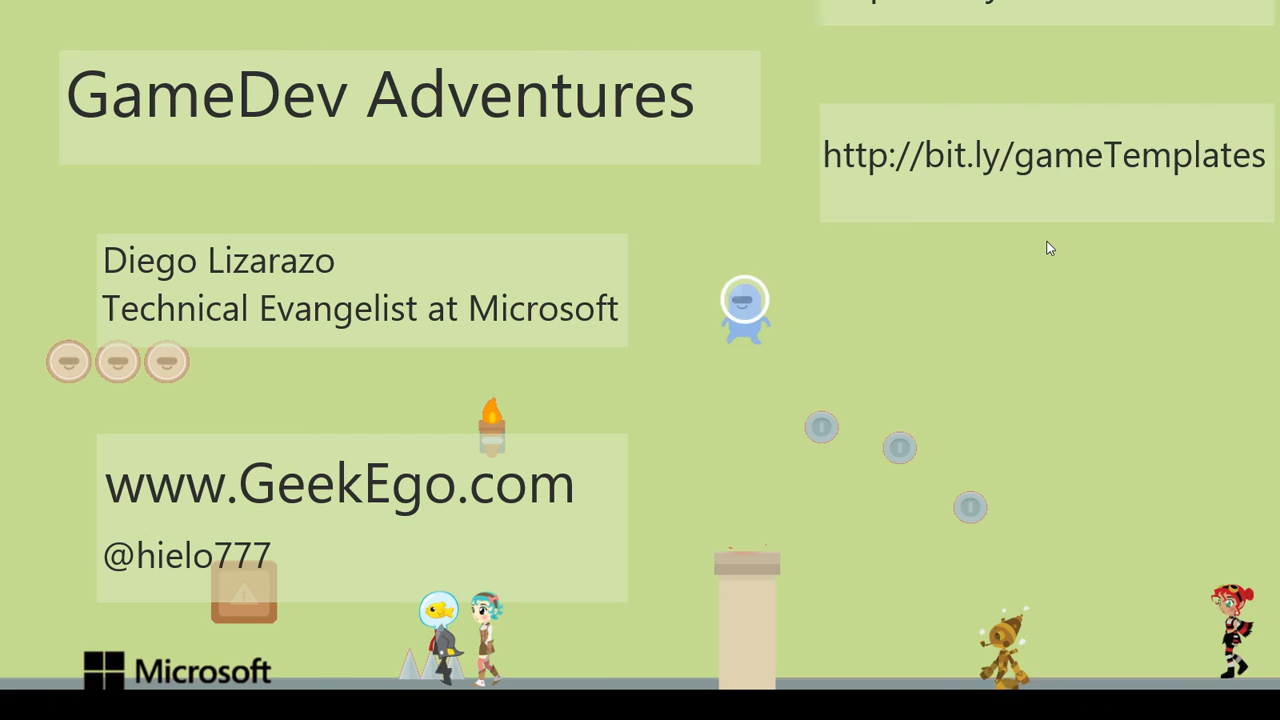 GameDev Adventures
http://bit.ly/gameTemplates
Diego Lizarazo
Technical Evangelist at Microsoft
www.GeekEgo.com
@hielo777
Microsoft